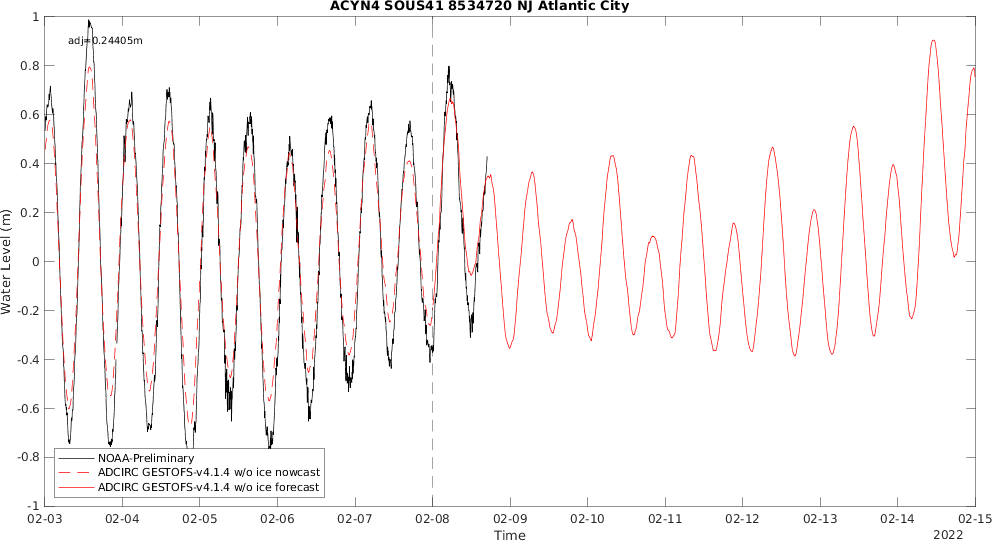 ACYN4 SOUS41 8534720 NJ Atlantic City
adj=0.24405m
1
0.8
0.6
0.4
0.2
0
-0.2
-0.4
-0.6
-0.8
-1
Water Level (m)
NOAA-Preliminary
ADCIRC GESTOFS-v4.1.4 w/o ice nowcast
ADCIRC GESTOFS-v4.1.4 w/o ice forecast
02-03 02-04 02-05 02-06 02-07 02-08 02-09 02-10 02-11 02-12 02-13 02-14 02-15
Time
2022